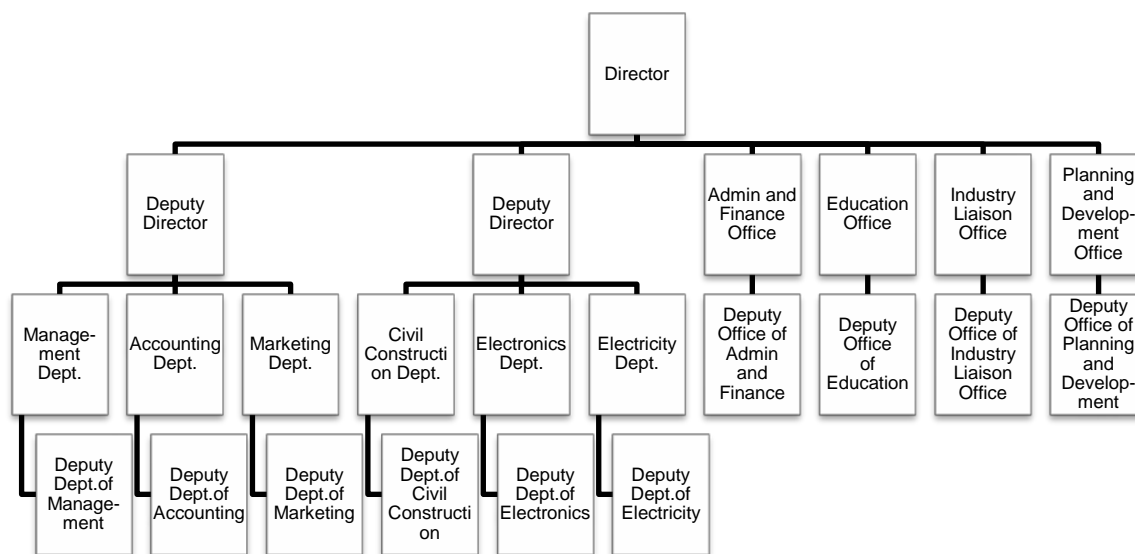 Director
Deputy
Director
Deputy
Director
Admin and
Finance
Office
Education
Office
Industry
Liaison
Office
Planning
and
Develop-
ment
Office
Manage-
ment
Dept.
Accounting
Dept.
Marketing
Dept.
Civil
Constructi
on Dept.
Electronics
Dept.
Electricity
Dept.
Deputy
Office of
Admin
and
Finance
Deputy
Office
of
Education
Deputy
Office of
Industry
Liaison
Office
Deputy
Office of
Planning
and
Develop-
ment
Deputy
Dept.of
Manage-
ment
Deputy
Dept.of
Accounting
Deputy
Dept.of
Marketing
Deputy
Dept.of
Civil
Constructi
on
Deputy
Dept.of
Electronics
Deputy
Dept.of
Electricity